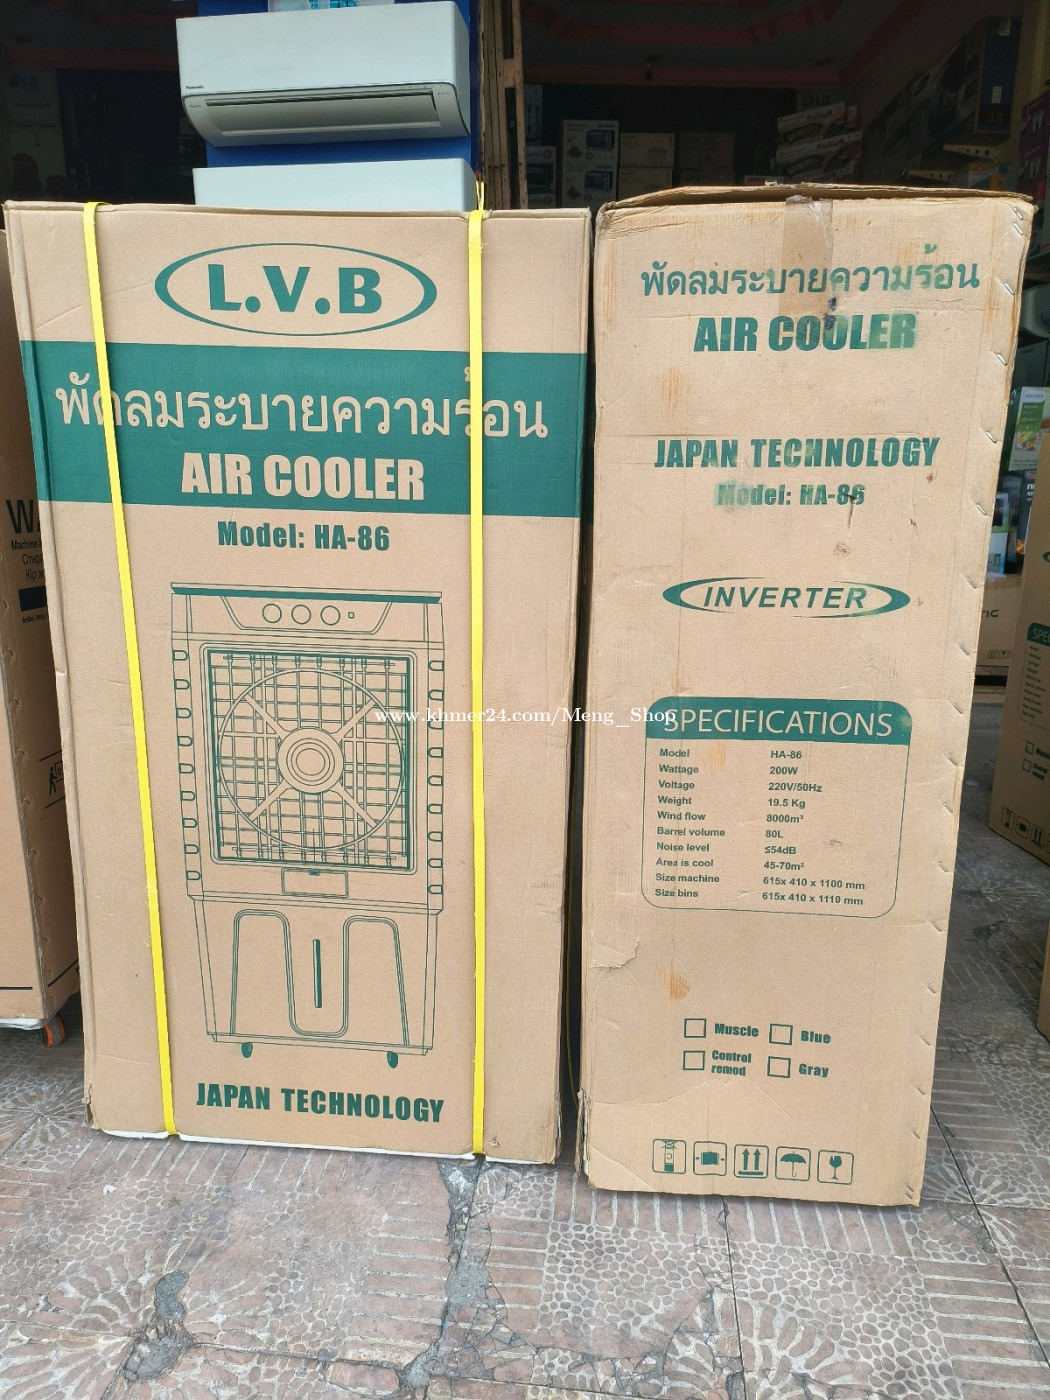 Panasonic
L.V.B
พัดลมระบายความร้อน
AIR COOLER
Model: HA-86
JAPAN TECHNOLOGY
พัดลมระบายความร้อน
AIR COOLER
JAPAN TECHNOLOGY
Model: HA-86
INVERTER
www.khmer24.com/Meng_Shop
SPECIFICATIONS
Model HA-86
Wattage 200W
Voltage 220V/50Hz
Weight 19.5 Kg
Wind flow 8000m³
Barrel volume 80L
Noise level ≤54dB
Area is cool 45-70m²
Size machine 615x 410 x 1100 mm
Size bins 615x 410 x 1110 mm
Muscle Blue
Control
remod Gray